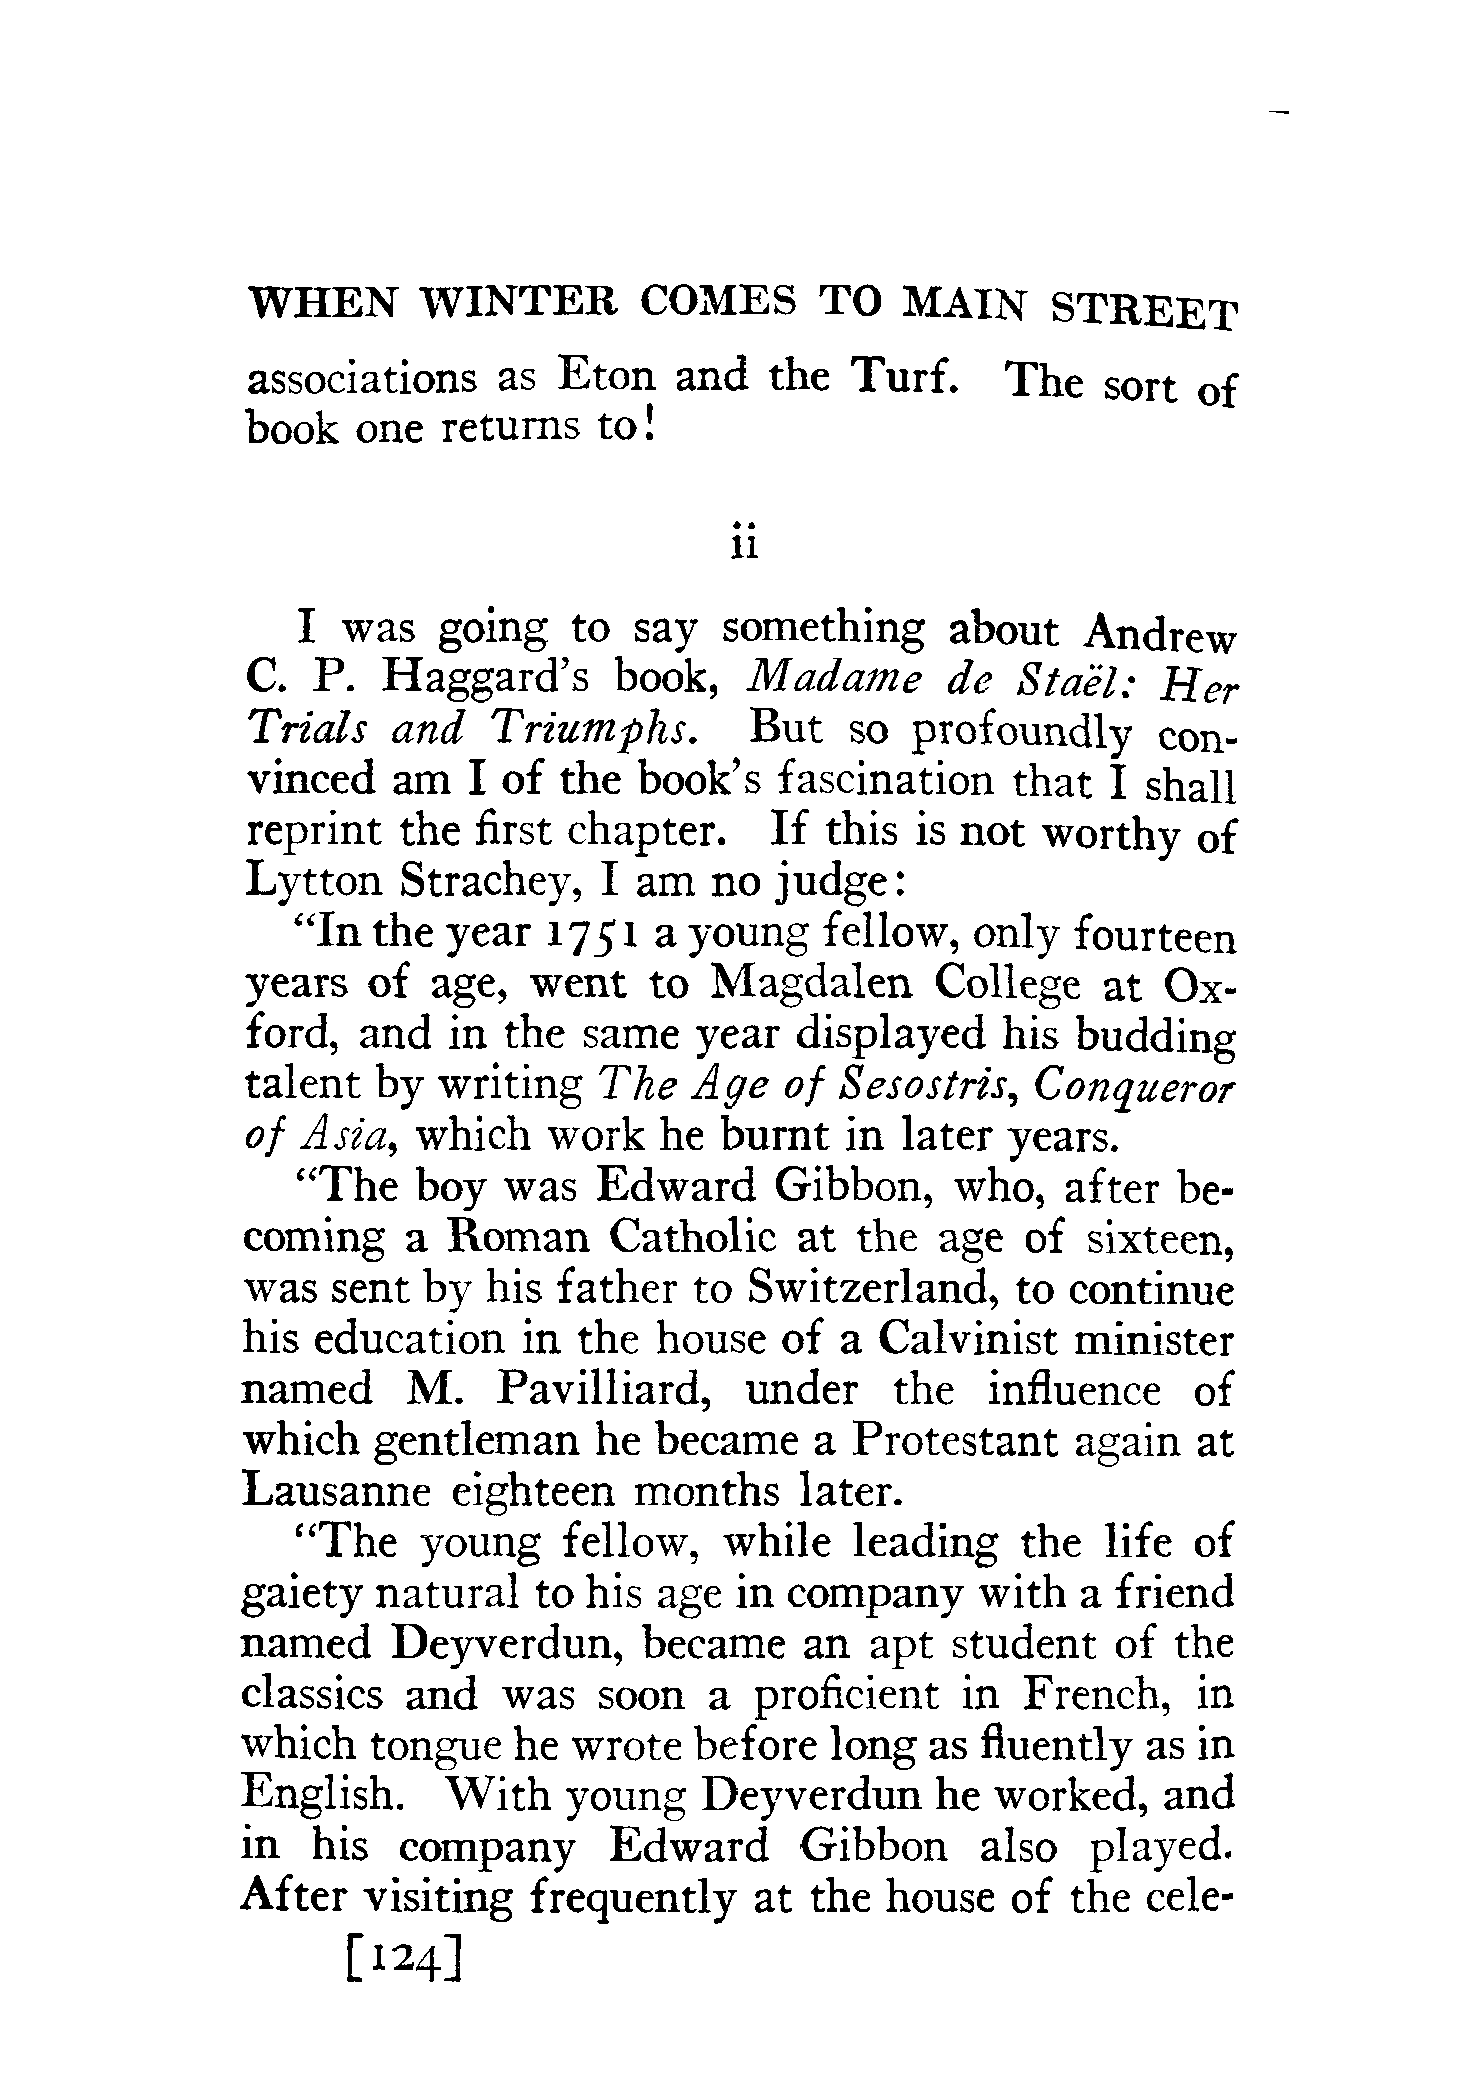 WHEN WINTER COMES TO MAIN STREET
associations as Eton and the Turf. The sort of
book one returns to!
ii
I was going to say something about Andrew
C. P. Haggard's book, Madame de Staël: Her
Trials and Triumphs. But so profoundly con-
vinced am I of the book's fascination that I shall
reprint the first chapter. If this is not worthy of
Lytton Strachey, I am no judge:
"In the year 1751 a young fellow, only fourteen
years of age, went to Magdalen College at Ox-
ford, and in the same year displayed his budding
talent by writing The Age of Sesostris, Conqueror
of Asia, which work he burnt in later years.
"The boy was Edward Gibbon, who, after be-
coming a Roman Catholic at the age of sixteen,
was sent by his father to Switzerland, to continue
his education in the house of a Calvinist minister
named M. Pavilliard, under the influence of
which gentleman he became a Protestant again at
Lausanne eighteen months later.
"The young fellow, while leading the life of
gaiety natural to his age in company with a friend
named Deyverdun, became an apt student of the
classics and was soon a proficient in French, in
which tongue he wrote before long as fluently as in
English. With young Deyverdun he worked, and
in his company Edward Gibbon also played.
After visiting frequently at the house of the cele-
[124]